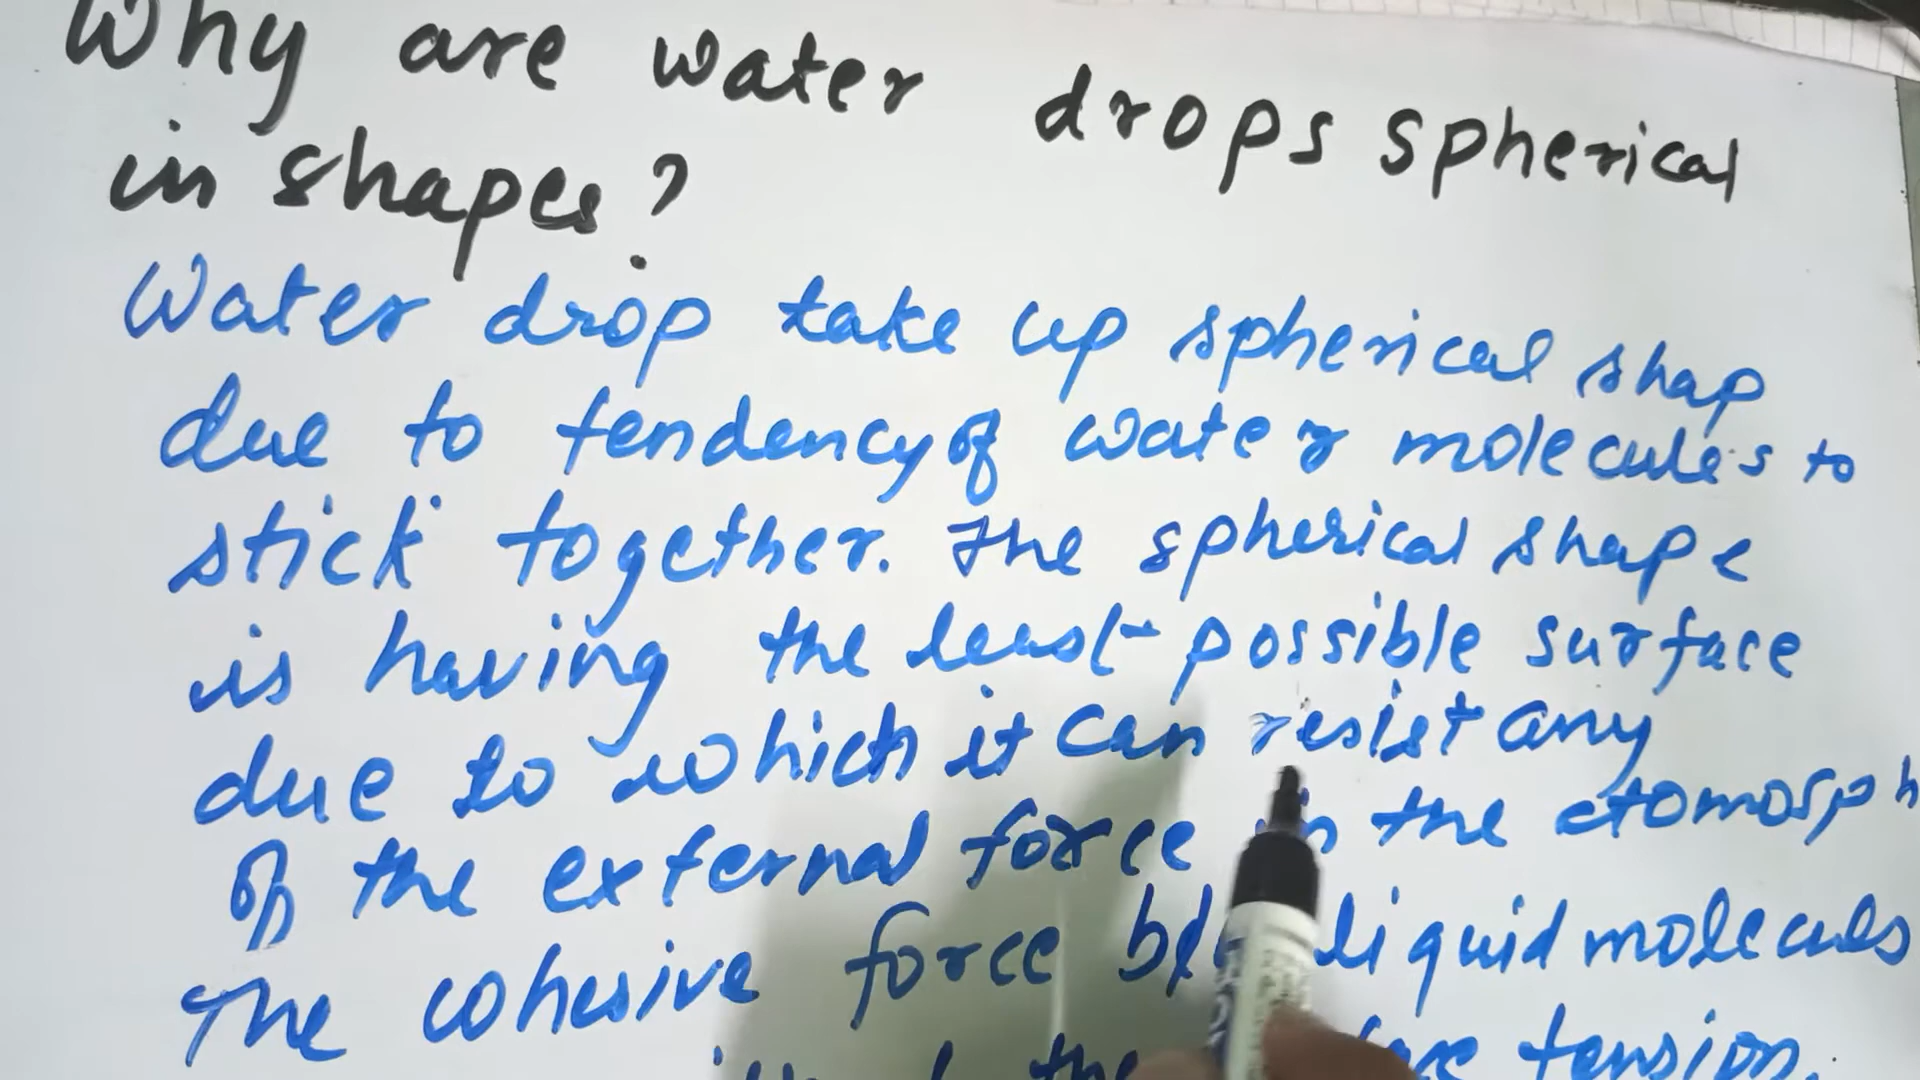 Why are water drops spherical
in shapes?
Water drop take up spherical shap
due to tendency of water molecules to
stick together. The spherical shape
is having the least possible surface
due to which it can resist any
of the external force in the atomosph
The cohesive force liquid molecules
the tension.